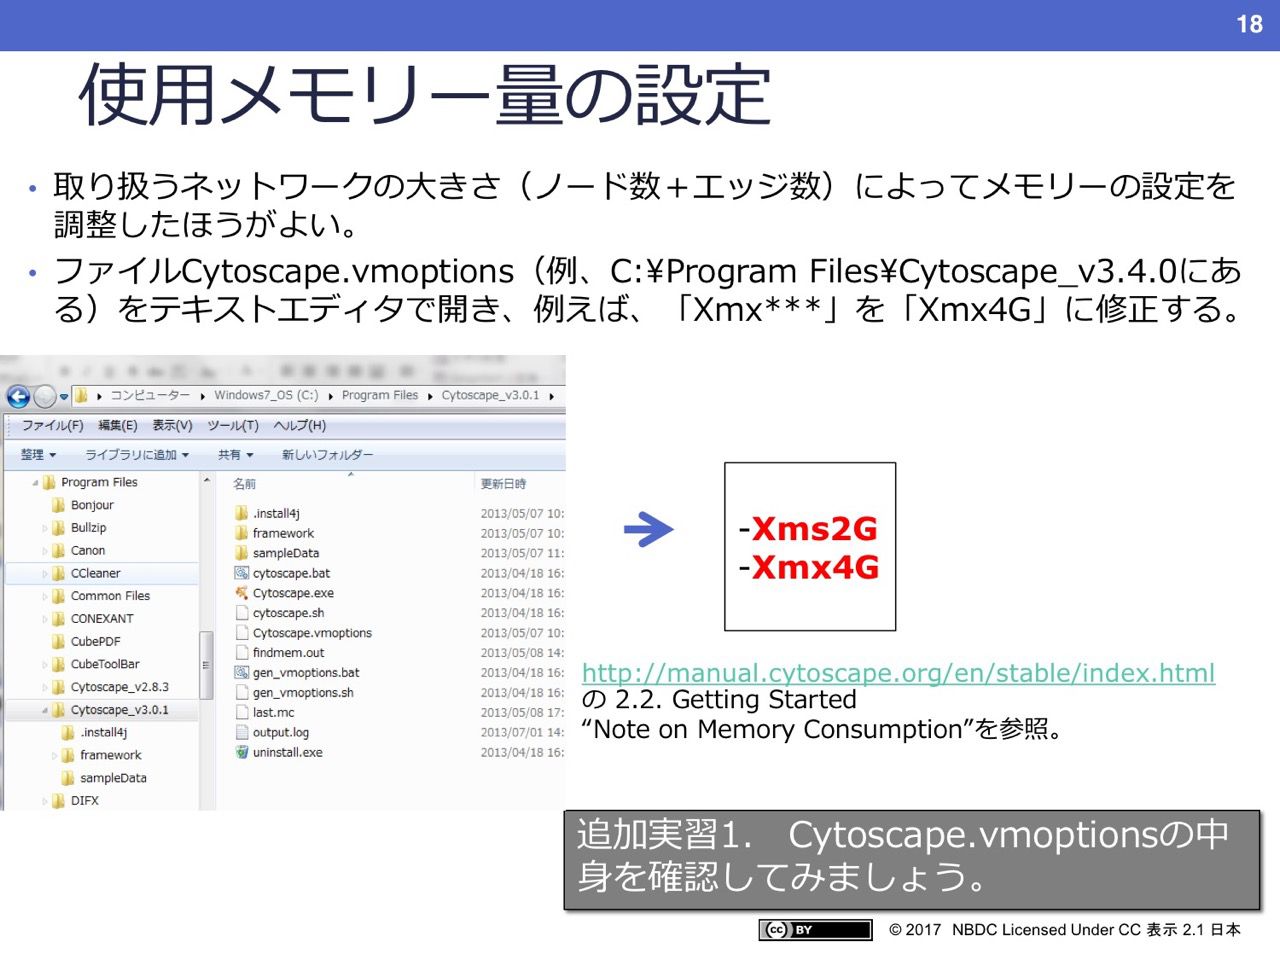 18
使用メモリー量の設定
• 取り扱うネットワークの大きさ（ノード数＋エッジ数）によってメモリーの設定を
調整したほうがよい。
• ファイルCytoscape.vmoptions（例、C:¥Program Files¥Cytoscape_v3.4.0にあ
る）をテキストエディタで開き、例えば、「Xmx***」を「Xmx4G」に修正する。
コンピューター ▸ Windows7_OS (C:) ▸ Program Files ▸ Cytoscape_v3.0.1 ▸
ファイル(F) 編集(E) 表示(V) ツール(T) ヘルプ(H)
整理 ▼ ライブラリに追加 ▼ 共有 ▼ 新しいフォルダー
Program Files
Bonjour
Bullzip
Canon
CCleaner
Common Files
CONEXANT
CubePDF
CubeToolBar
Cytoscape_v2.8.3
Cytoscape_v3.0.1
.install4j
framework
sampleData
DIFX
名前 更新日時
.install4j 2013/05/07 10:
framework 2013/05/07 10:
sampleData 2013/05/07 11:
cytoscape.bat 2013/04/18 16:
Cytoscape.exe 2013/04/18 16:
cytoscape.sh 2013/04/18 16:
Cytoscape.vmoptions 2013/05/07 10:
findmem.out 2013/05/08 14:
gen_vmoptions.bat 2013/04/18 16:
gen_vmoptions.sh 2013/04/18 16:
last.mc 2013/05/08 17:
output.log 2013/07/01 14:
uninstall.exe 2013/04/18 16:
-Xms2G
-Xmx4G
http://manual.cytoscape.org/en/stable/index.html
の 2.2. Getting Started
“Note on Memory Consumption”を参照。
追加実習1.　Cytoscape.vmoptionsの中
身を確認してみましょう。
cc BY © 2017 NBDC Licensed Under CC 表示 2.1 日本